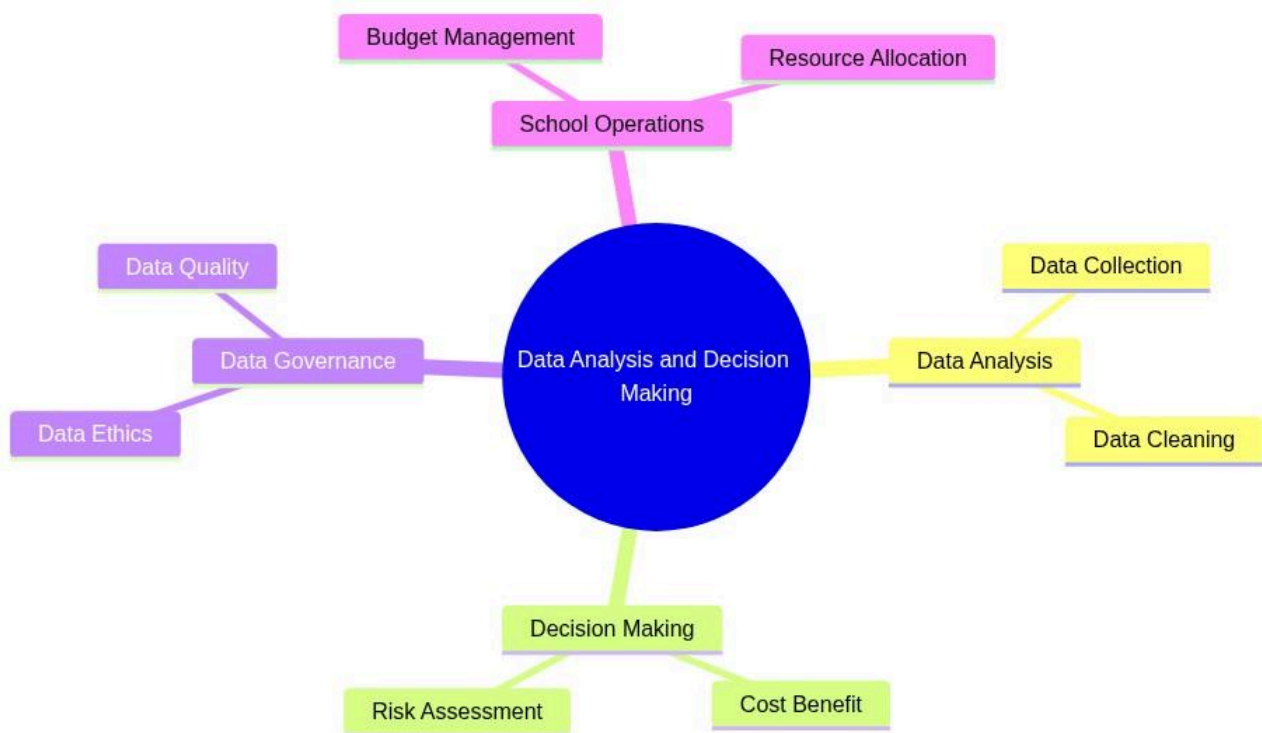 Budget Management
Resource Allocation
School Operations
Data Quality
Data Collection
Data Governance
Data Analysis and Decision
Making
Data Analysis
Data Ethics
Data Cleaning
Decision Making
Risk Assessment
Cost Benefit